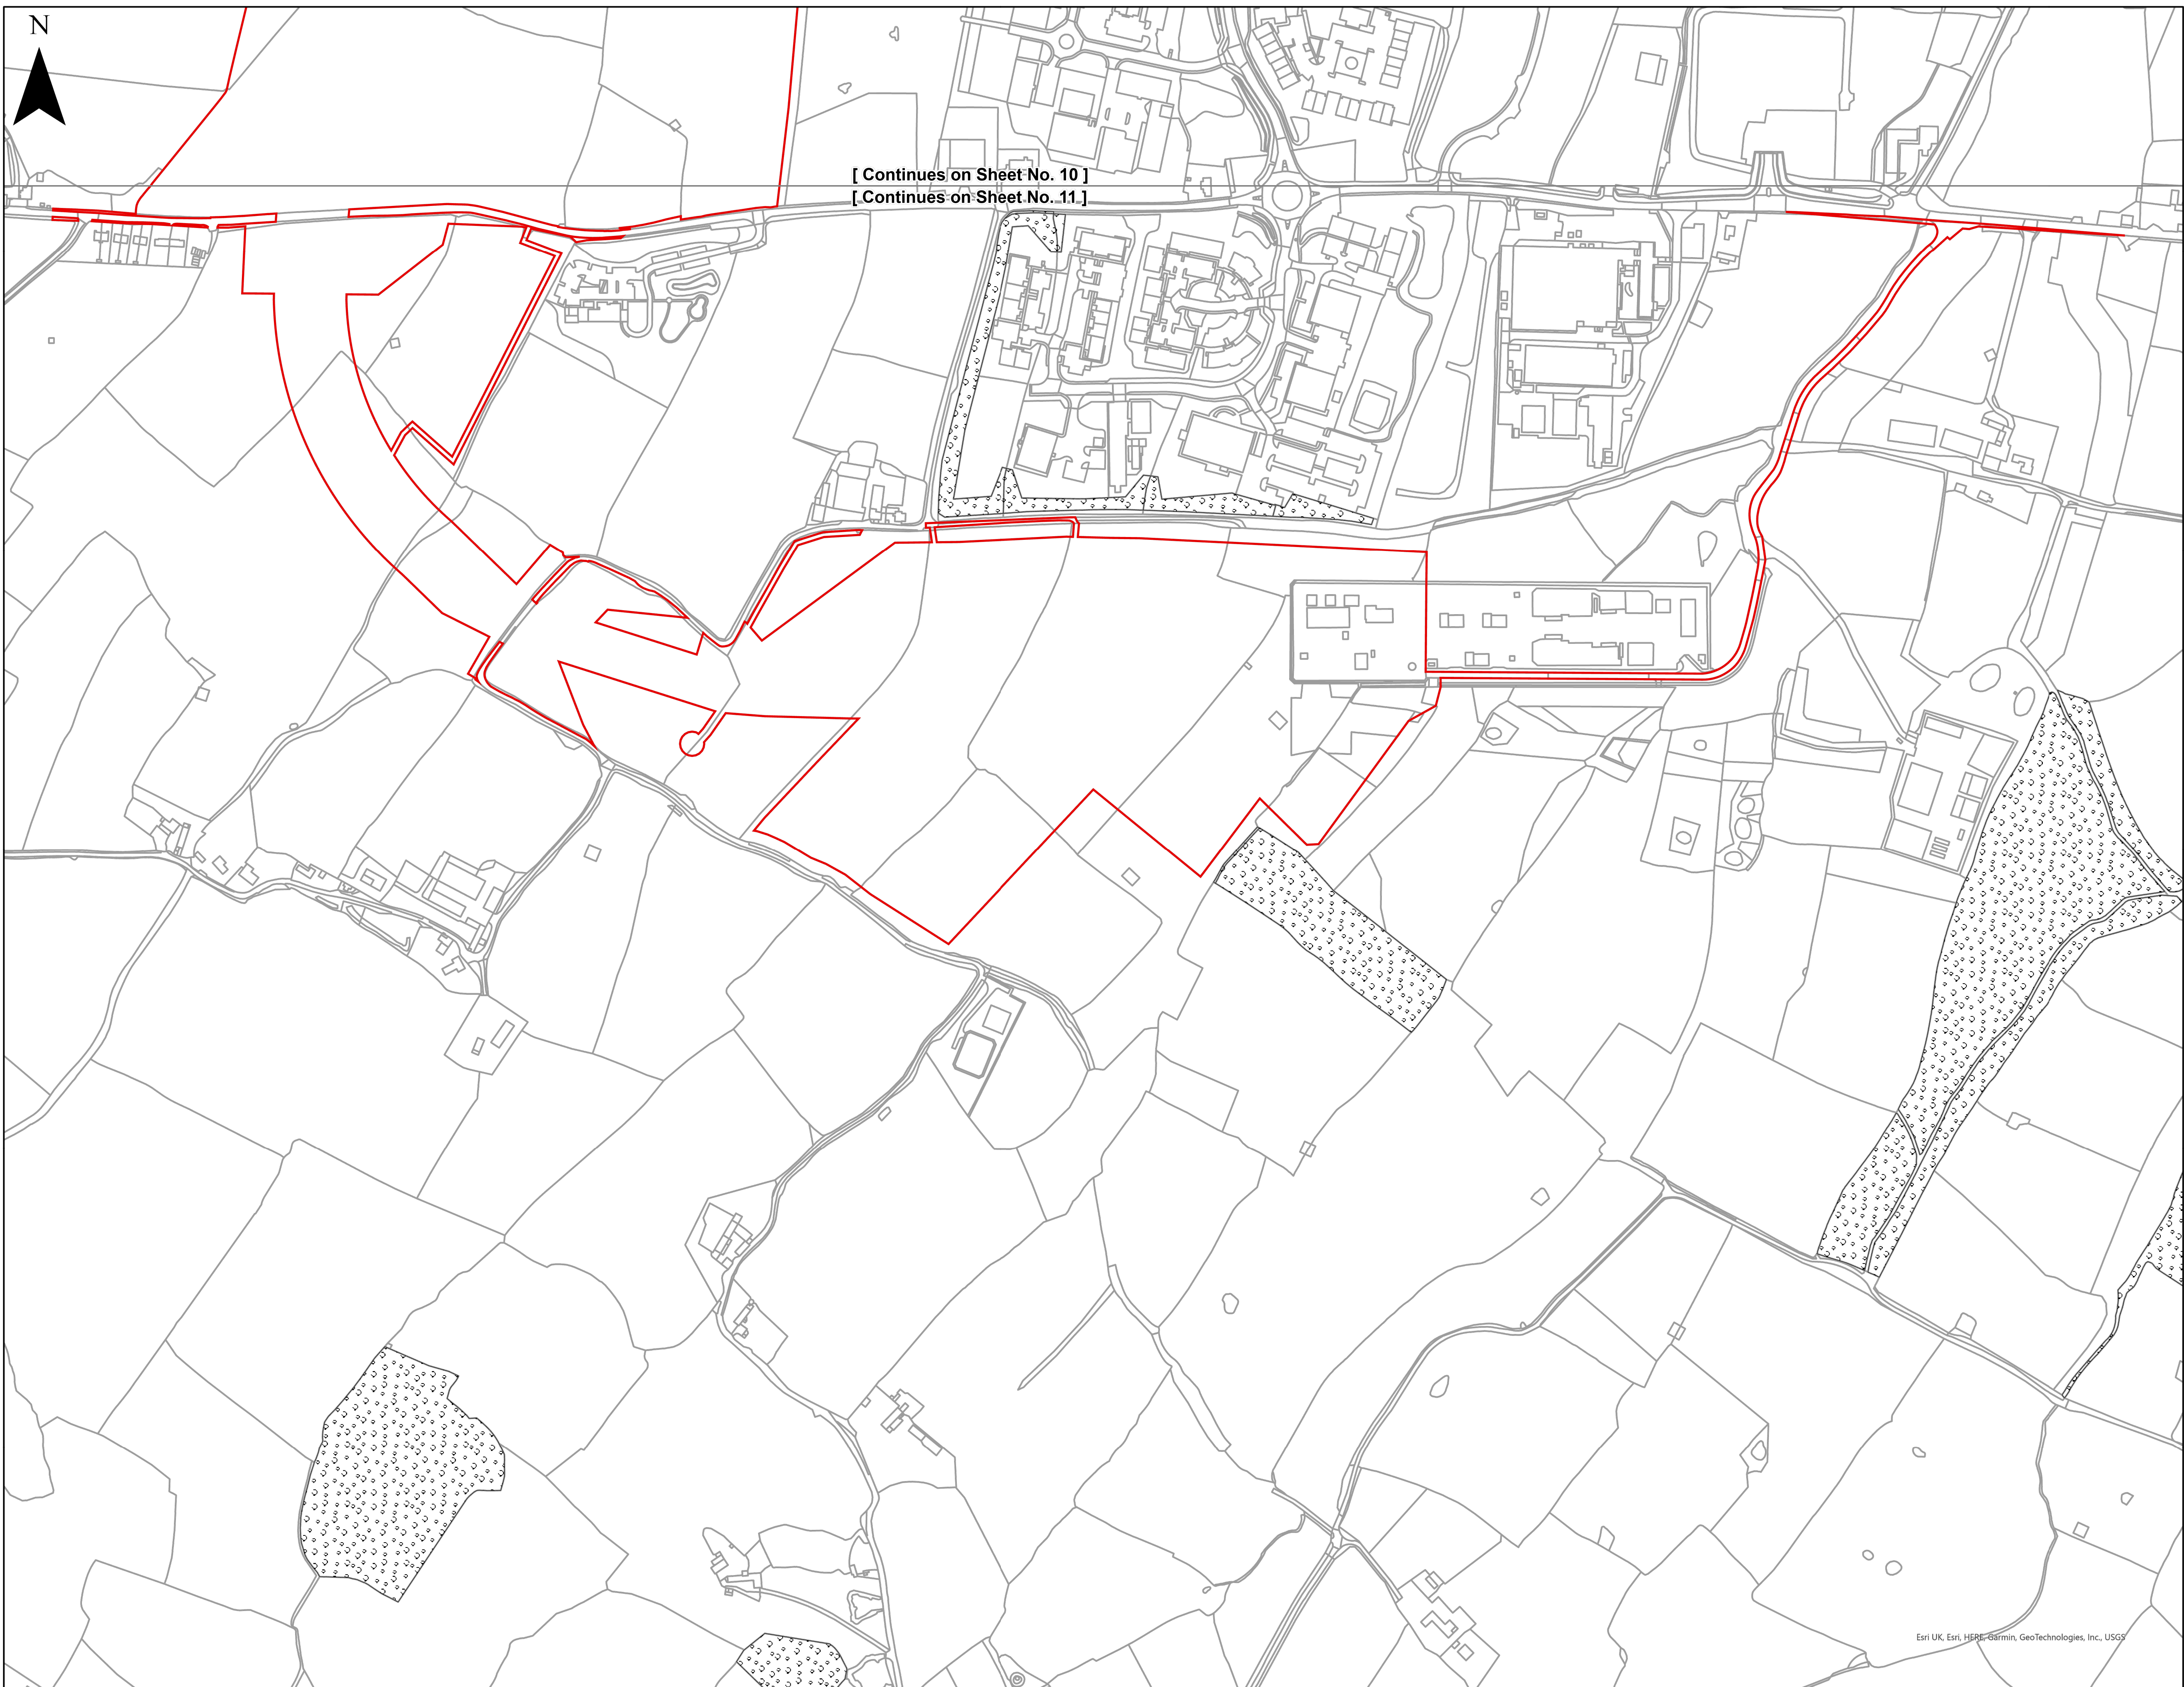 N
[ Continues on Sheet No. 10 ]
[ Continues on Sheet No. 11 ]
Esri UK, Esri, HERE, Garmin, GeoTechnologies, Inc., USGS